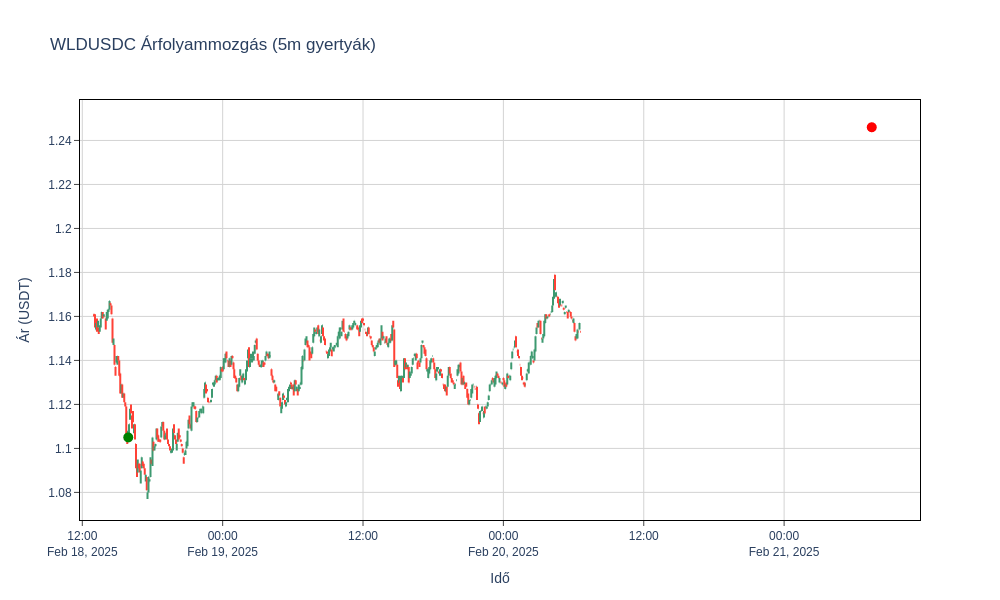 WLDUSDC Árfolyammozgás (5m gyertyák)
1.24
1.22
1.2
1.18
1.16
1.14
1.12
1.1
1.08
Ár (USDT)
12:00 00:00 12:00 00:00 12:00 00:00
Feb 18, 2025 Feb 19, 2025 Feb 20, 2025 Feb 21, 2025
Idő